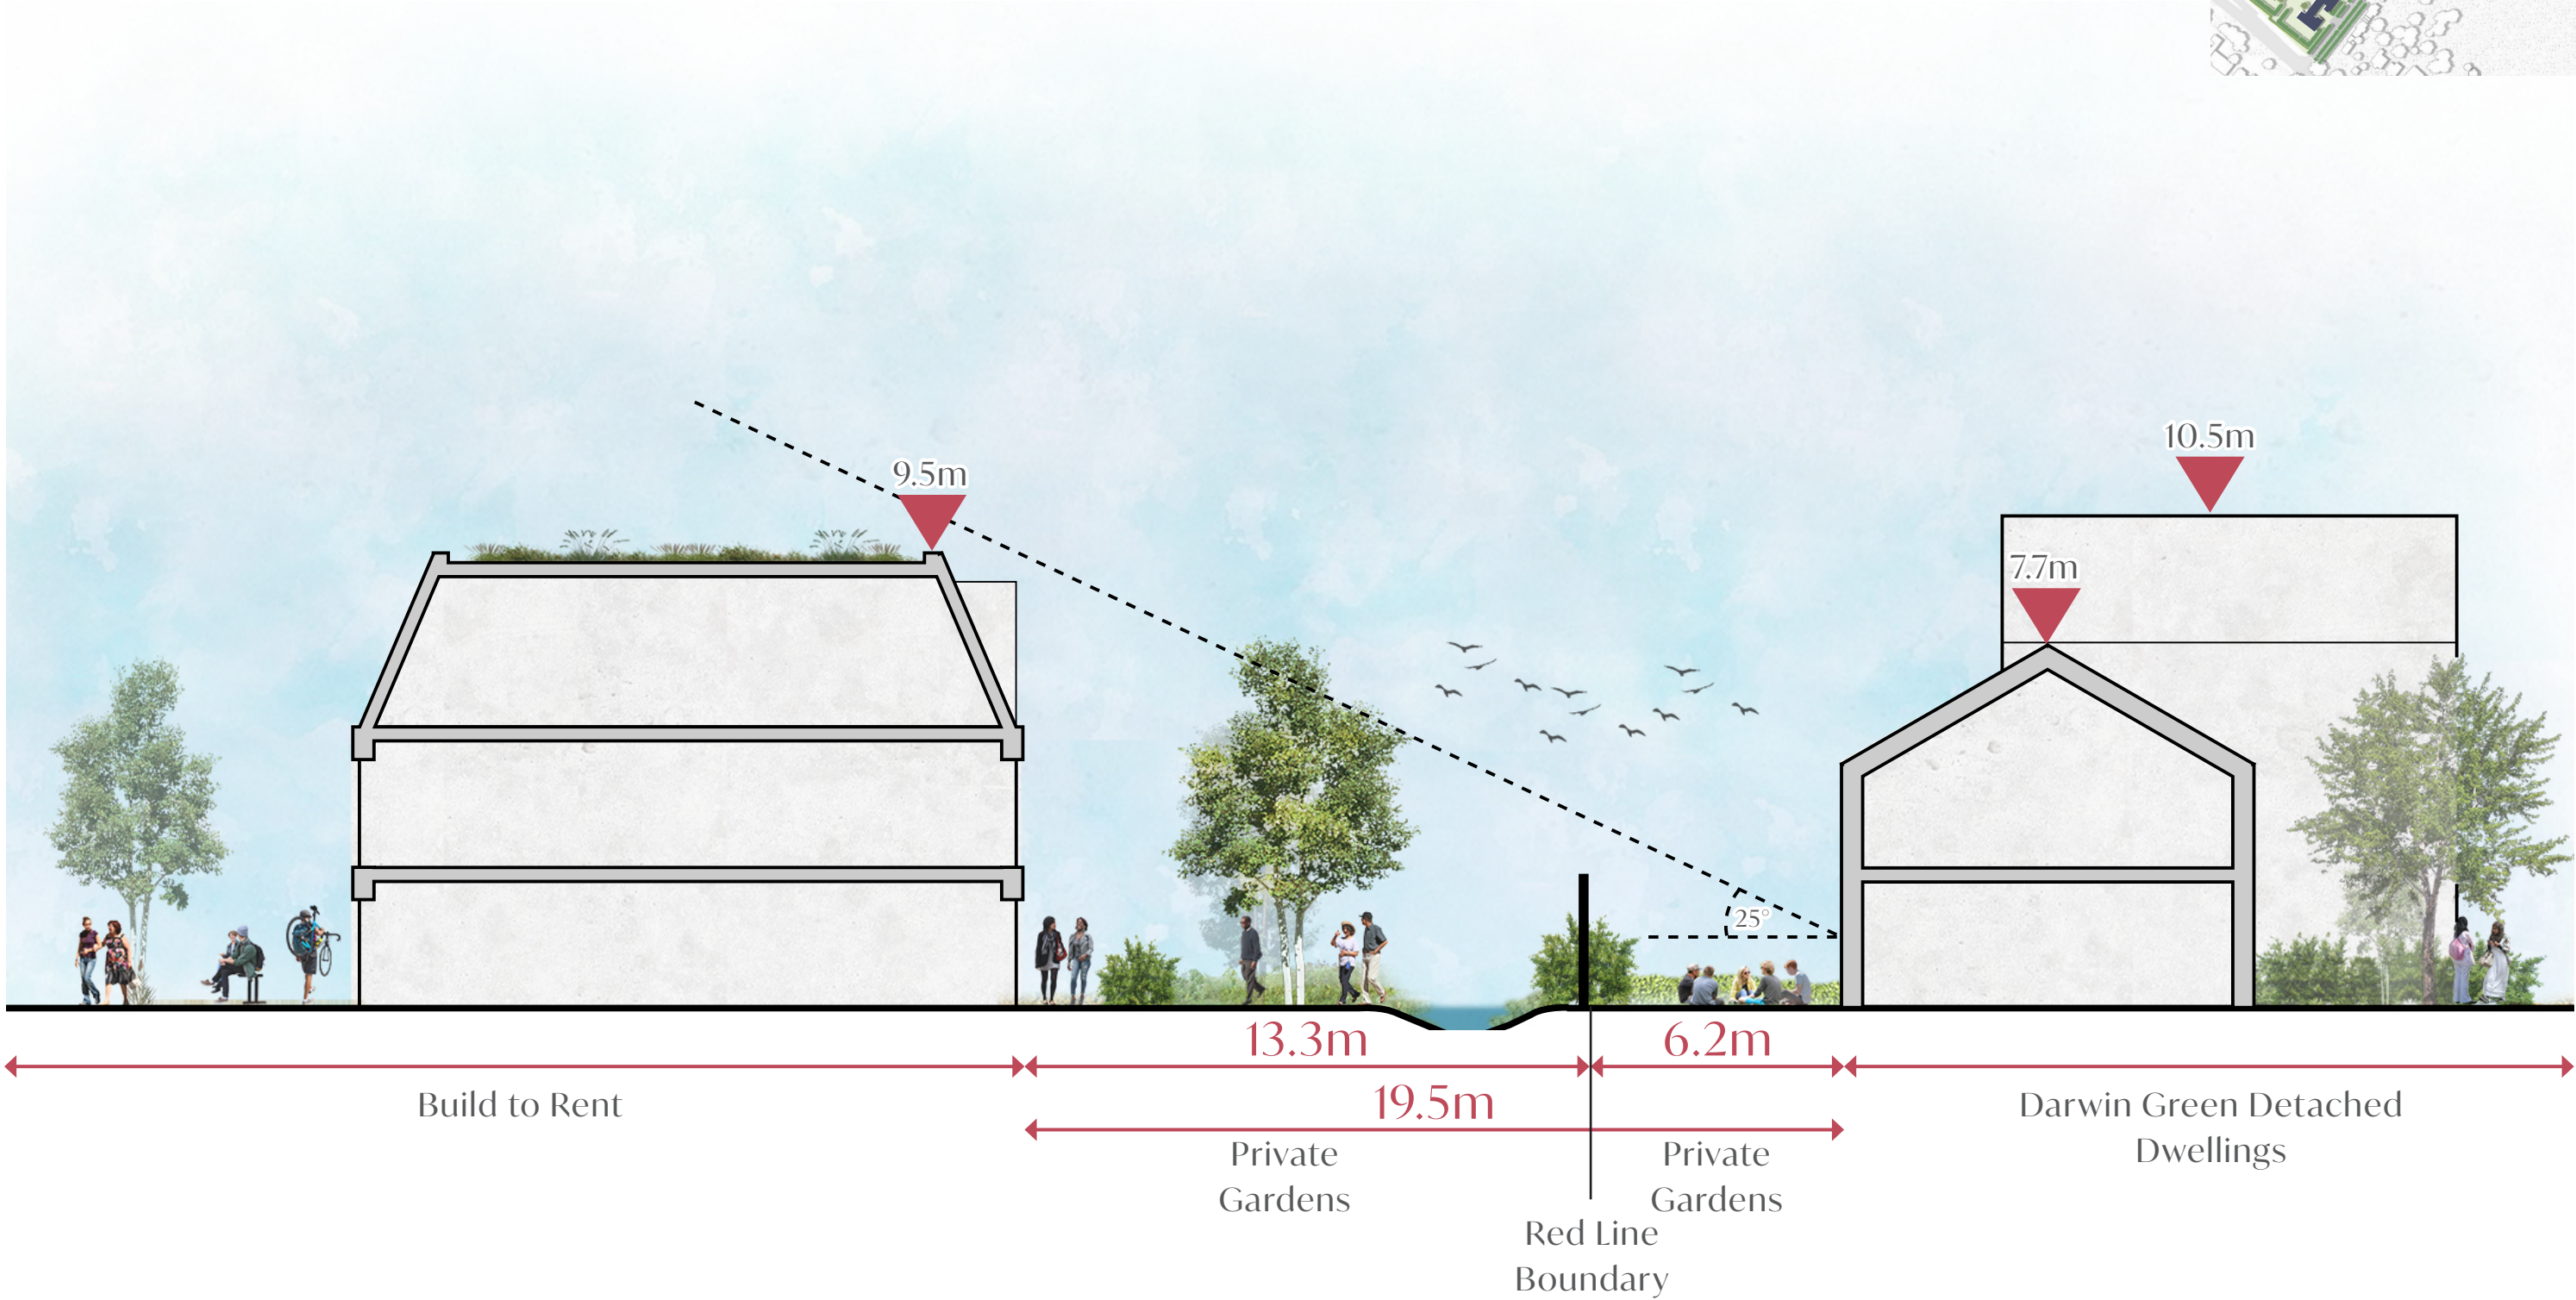 10.5m
9.5m
7.7m
25°
13.3m
6.2m
19.5m
Build to Rent
Darwin Green Detached
Dwellings
Private
Gardens
Private
Gardens
Red Line
Boundary